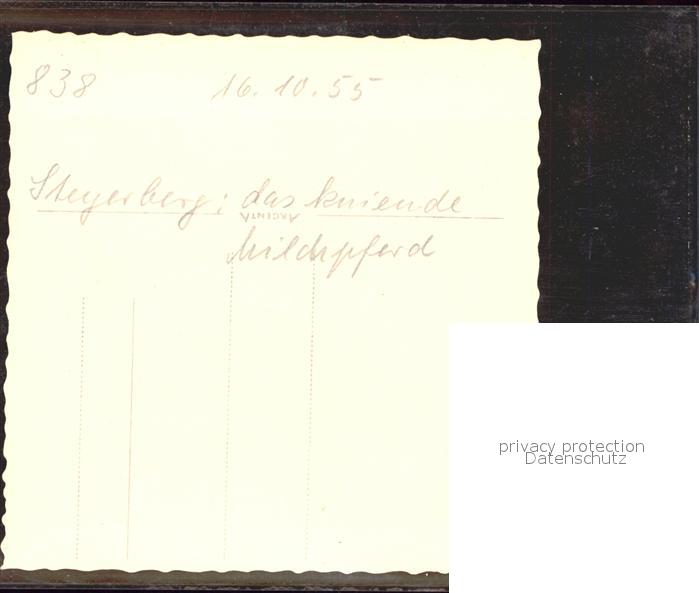 838 16.10.55
Steyerberg; das kniende
ARGENTA
Milchpferd
privacy protection
Datenschutz